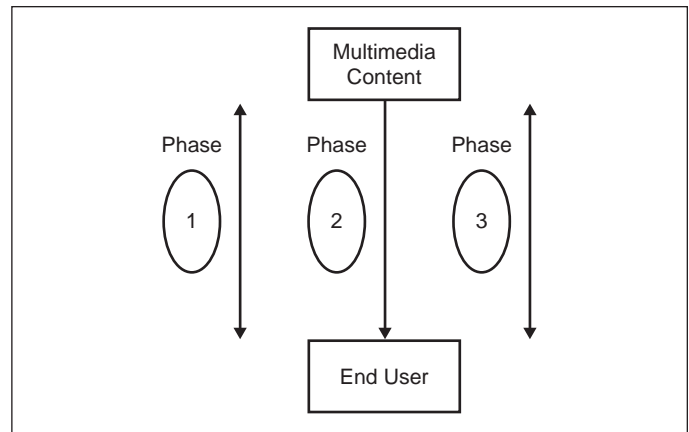 Multimedia
Content
Phase Phase Phase
1 2 3
End User